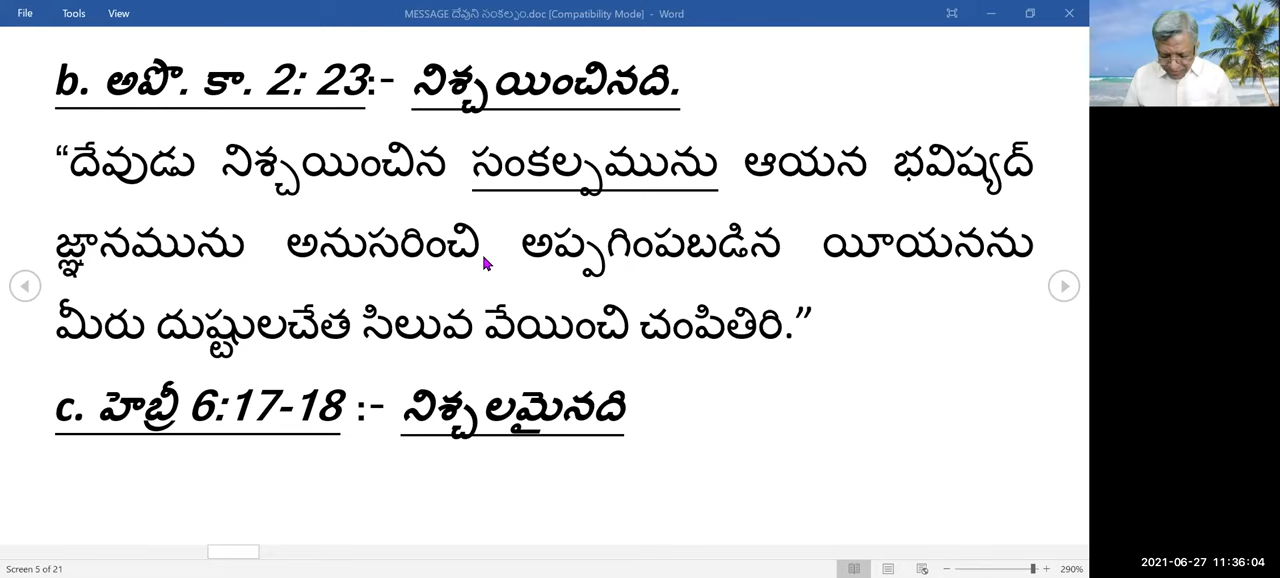 File Tools View MESSAGE దేవుని సంకల్పం.doc [Compatibility Mode] - Word
b. అపొ. కా. 2: 23:- నిశ్చయించినది.
“దేవుడు నిశ్చయించిన సంకల్పమును ఆయన భవిష్యద్
జ్ఞానమును అనుసరించి అప్పగింపబడిన యీయనను
మీరు దుష్టులచేత సిలువ వేయించి చంపితిరి.”
c. హెబ్రీ 6:17-18 :- నిశ్చలమైనది
2021-06-27 11:36:04
Screen 5 of 21 290%